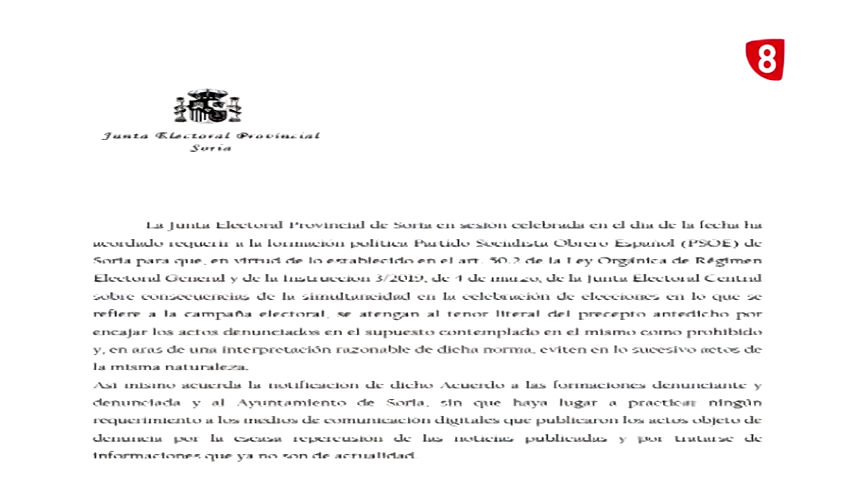 8
Junta Electoral Provincial
Soria
La Junta Electoral Provincial de Soria en sesión celebrada en el día de la fecha ha
acordado requerir a la formación política Partido Socialista Obrero Español (PSOE) de
Soria para que, en virtud de lo establecido en el art. 50.2 de la Ley Orgánica de Régimen
Electoral General y de la Instrucción 3/2019, de 4 de marzo, de la Junta Electoral Central
sobre consecuencias de la simultaneidad en la celebración de elecciones en lo que se
refiere a la campaña electoral, se atengan al tenor literal del precepto antedicho por
encajar los actos denunciados en el supuesto contemplado en el mismo como prohibido
y, en aras de una interpretación razonable de dicha norma, eviten en lo sucesivo actos de
la misma naturaleza.
Así mismo acuerda la notificación de dicho Acuerdo a las formaciones denunciante y
denunciada y al Ayuntamiento de Soria, sin que haya lugar a practicar ningún
requerimiento a los medios de comunicación digitales que publicaron los actos objeto de
denuncia por la escasa repercusión de las noticias publicadas y por tratarse de
informaciones que ya no son de actualidad.